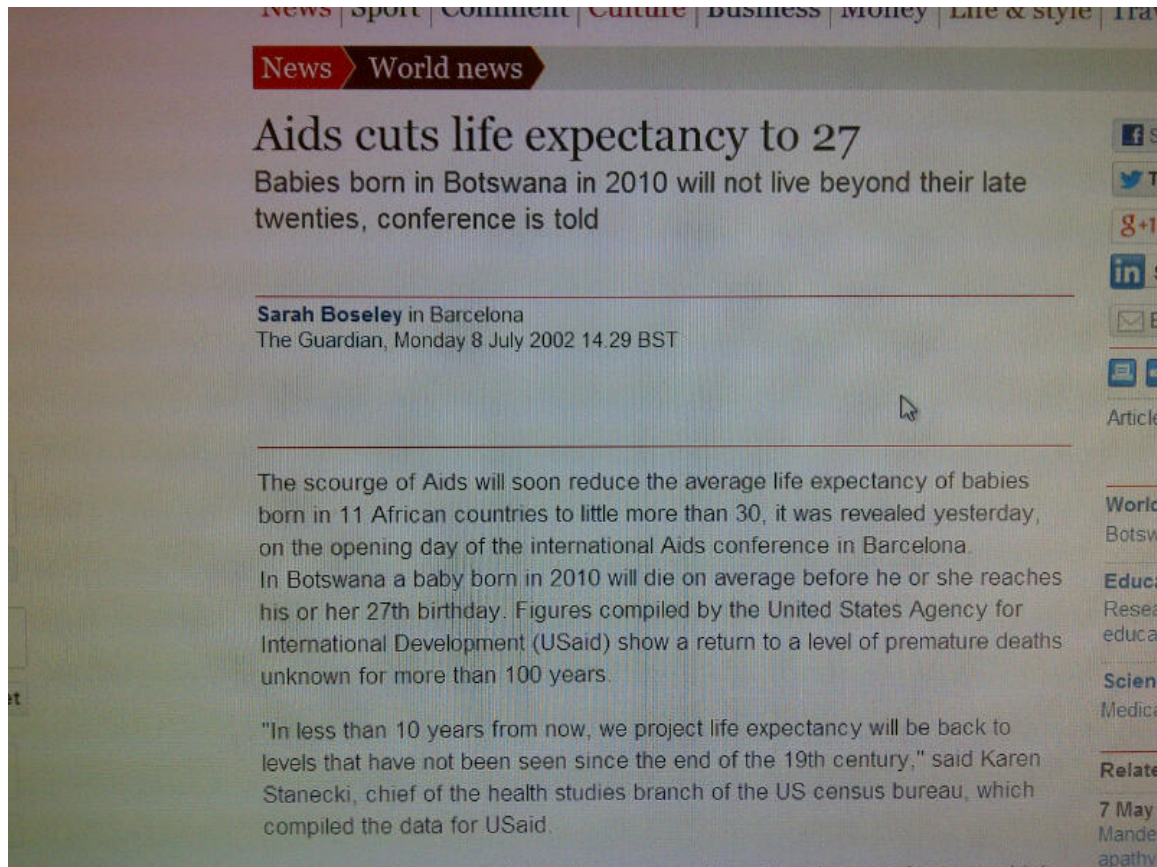 News | Sport | Comment | Culture | Business | Money | Life & style |
News World news
Aids cuts life expectancy to 27
Babies born in Botswana in 2010 will not live beyond their late
twenties, conference is told
Sarah Boseley in Barcelona
The Guardian, Monday 8 July 2002 14.29 BST
The scourge of Aids will soon reduce the average life expectancy of babies
born in 11 African countries to little more than 30, it was revealed yesterday,
on the opening day of the international Aids conference in Barcelona.
In Botswana a baby born in 2010 will die on average before he or she reaches
his or her 27th birthday. Figures compiled by the United States Agency for
International Development (USaid) show a return to a level of premature deaths
unknown for more than 100 years.
"In less than 10 years from now, we project life expectancy will be back to
levels that have not been seen since the end of the 19th century," said Karen
Stanecki, chief of the health studies branch of the US census bureau, which
compiled the data for USaid.
f
g+1
in
Article
7 May
apathy